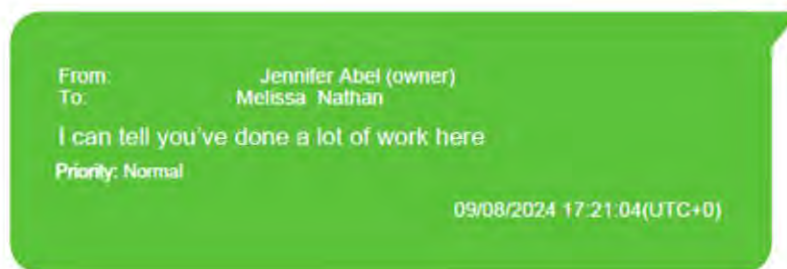 From: Jennifer Abel (owner)
To: Melissa Nathan
I can tell you've done a lot of work here
Priority: Normal
09/08/2024 17:21:04(UTC+0)